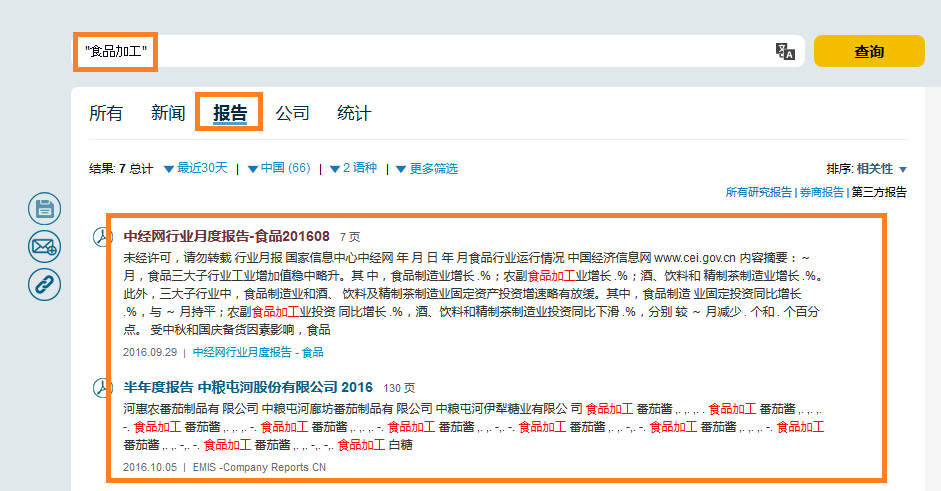 "食品加工"
查询
所有 新闻 报告 公司 统计
结果: 7 总计 最近30天 | 中国 (66) | 2 语种 | 更多筛选 排序: 相关性
所有研究报告 | 券商报告 | 第三方报告
中经网行业月度报告-食品201608 7 页
未经许可，请勿转载 行业月报 国家信息中心中经网 年 月 日 年 月食品行业运行情况 中国经济信息网 www.cei.gov.cn 内容摘要：~
月，食品三大子行业工业增加值稳中略升。其 中，食品制造业增长 .%；农副食品加工业增长 .%；酒、饮料和 精制茶制造业增长 .%。
此外，三大子行业中，食品制造业和酒、 饮料及精制茶制造业固定资产投资增速略有放缓。其中，食品制造 业固定投资同比增长
.%，与 ~ 月持平；农副食品加工业投资 同比增长 .%，酒、饮料和精制茶制造业投资同比下滑 .%，分别 较 ~ 月减少 . 个和 . 个百分
点。 受中秋和国庆备货因素影响，食品
2016.09.29 | 中经网行业月度报告 - 食品
半年度报告 中粮屯河股份有限公司 2016 130 页
河惠农番茄制品有 限公司 中粮屯河廊坊番茄制品有 限公司 中粮屯河伊犁糖业有限公 司 食品加工 番茄酱 ,. ,. ,. . 食品加工 番茄酱 ,. ,. ,.
-. 食品加工 番茄酱 ,. ,. ,. -. 食品加工 番茄酱 ,. ,. ,. -. 食品加工 番茄酱 ,. ,. -,. -. 食品加工 番茄酱 ,. ,. -,. -. 食品加工 番茄酱 ,. ,. ,. -. 食品加工
番茄酱 ,. ,. -,. -. 食品加工 番茄酱 ,. ,. -,. -,. 食品加工 白糖
2016.10.05 | EMIS -Company Reports CN